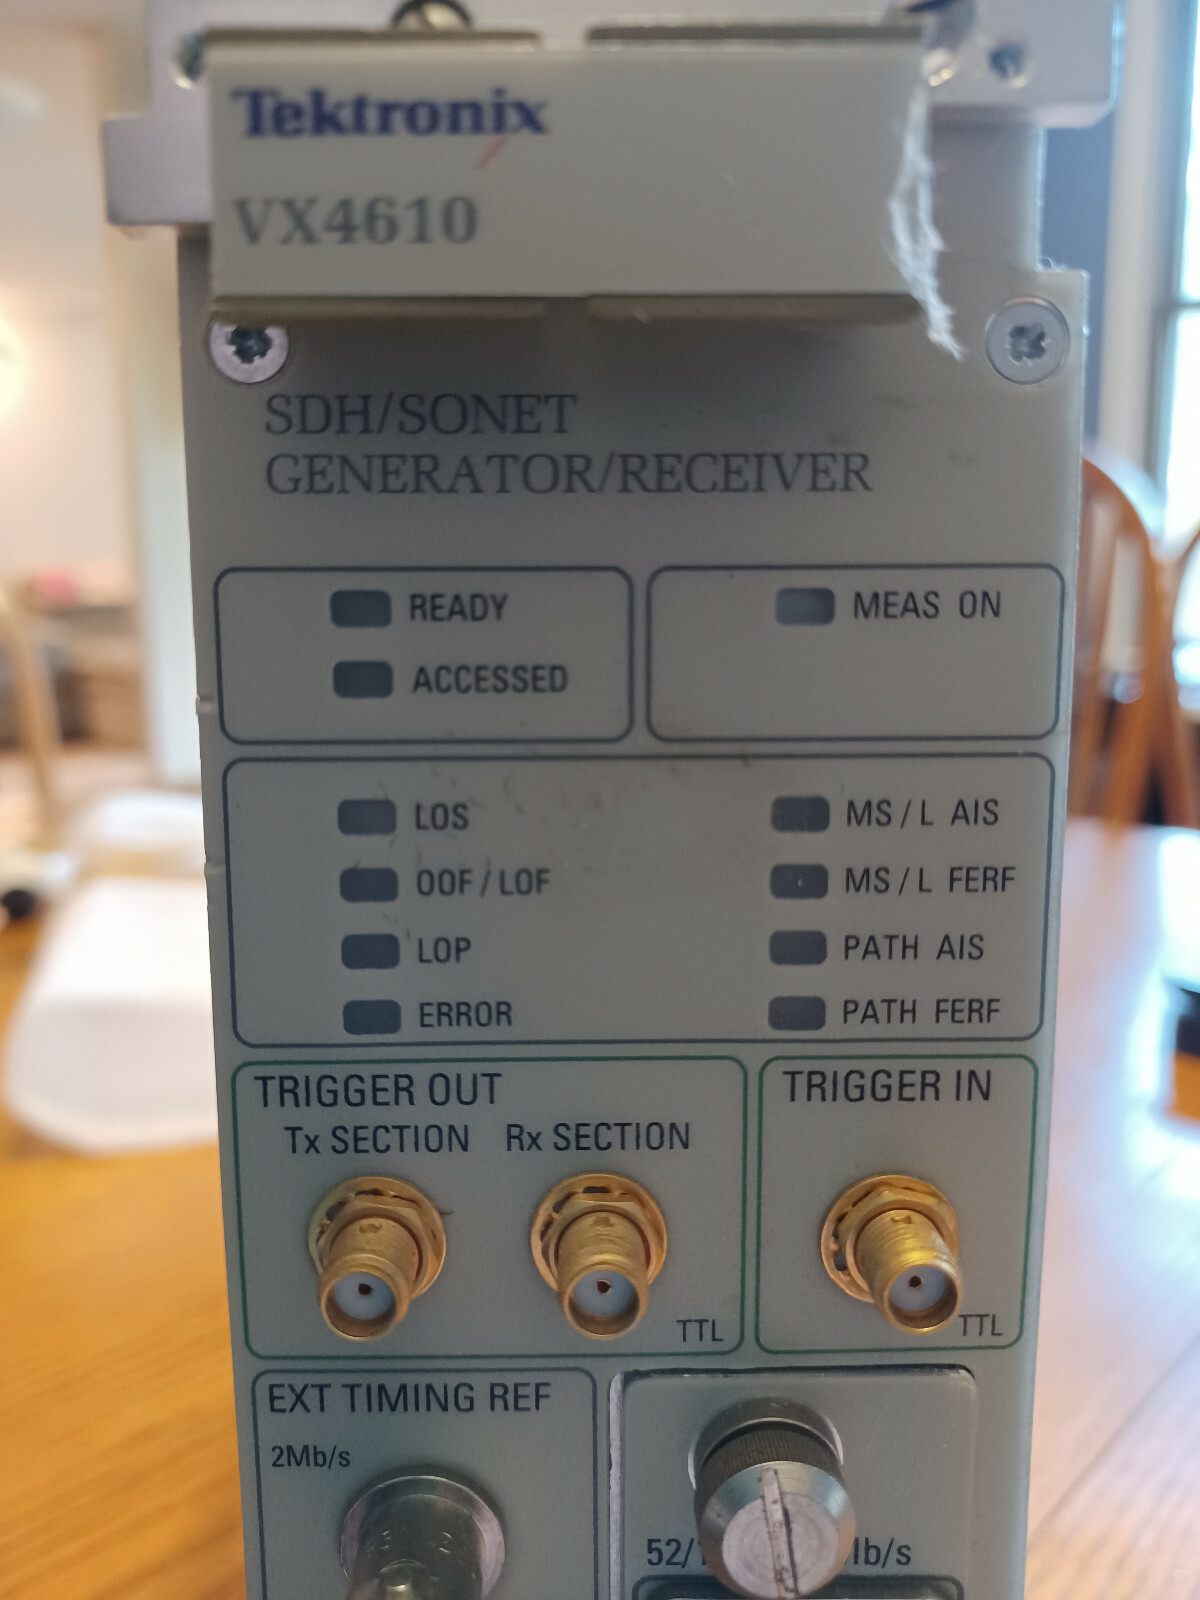 Tektronix
VX4610
SDH/SONET
GENERATOR/RECEIVER
READY
MEAS ON
ACCESSED
LOS
MS/L AIS
OOF/LOF
MS/L FERF
LOP
PATH AIS
ERROR
PATH FERF
TRIGGER OUT
TRIGGER IN
Tx SECTION
Rx SECTION
TTL
TTL
EXT TIMING REF
2Mb/s
52/